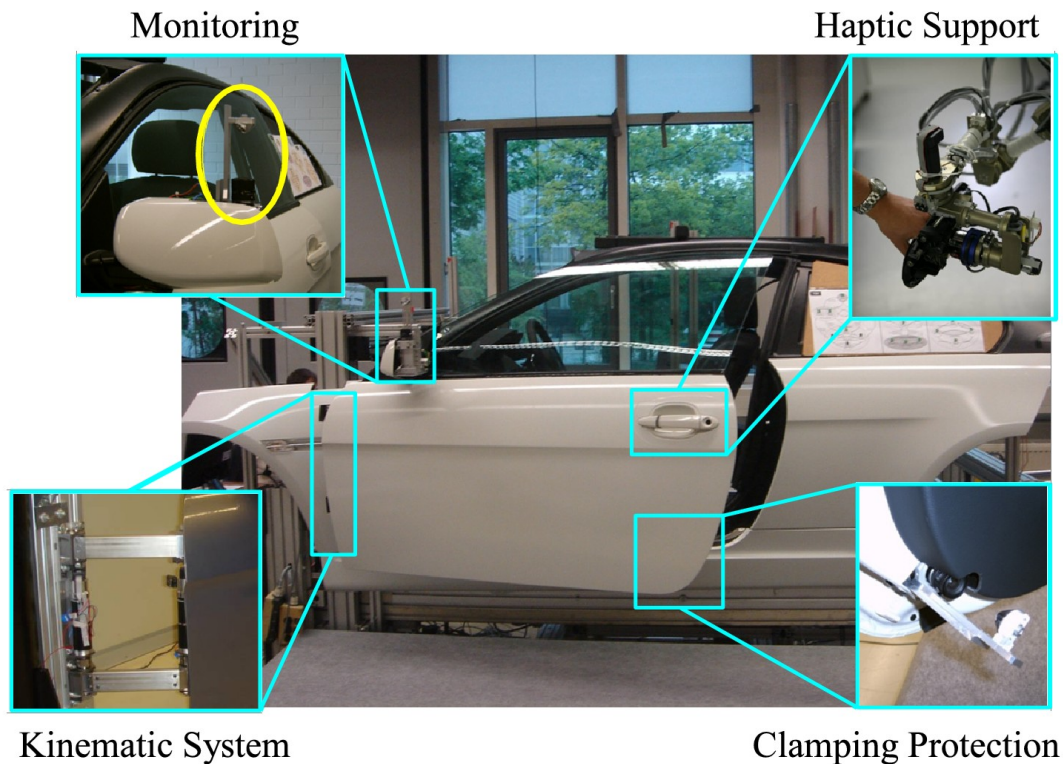 Monitoring
Haptic Support
Kinematic System
Clamping Protection